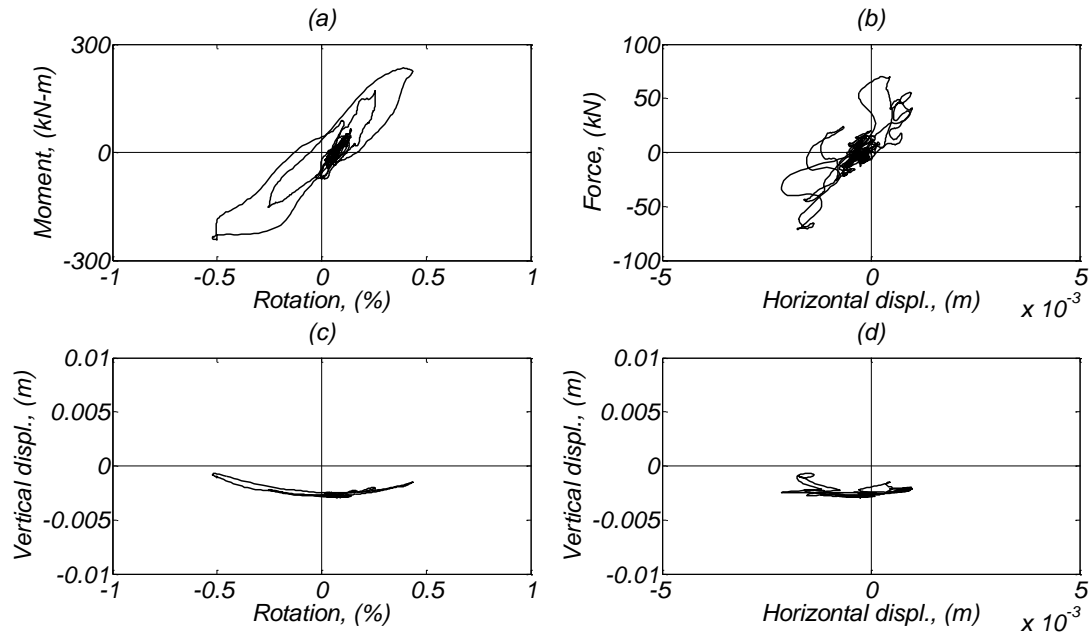 (a)
300
0
-300
Moment, (kN-m)
-1 -0.5 0 0.5 1
Rotation, (%)
(b)
100
50
0
-50
-100
Force, (kN)
-5 0 5
Horizontal displ., (m) x 10⁻³
(c)
0.01
0.005
0
-0.005
-0.01
Vertical displ., (m)
-1 -0.5 0 0.5 1
Rotation, (%)
(d)
0.01
0.005
0
-0.005
-0.01
Vertical displ., (m)
-5 0 5
Horizontal displ., (m) x 10⁻³